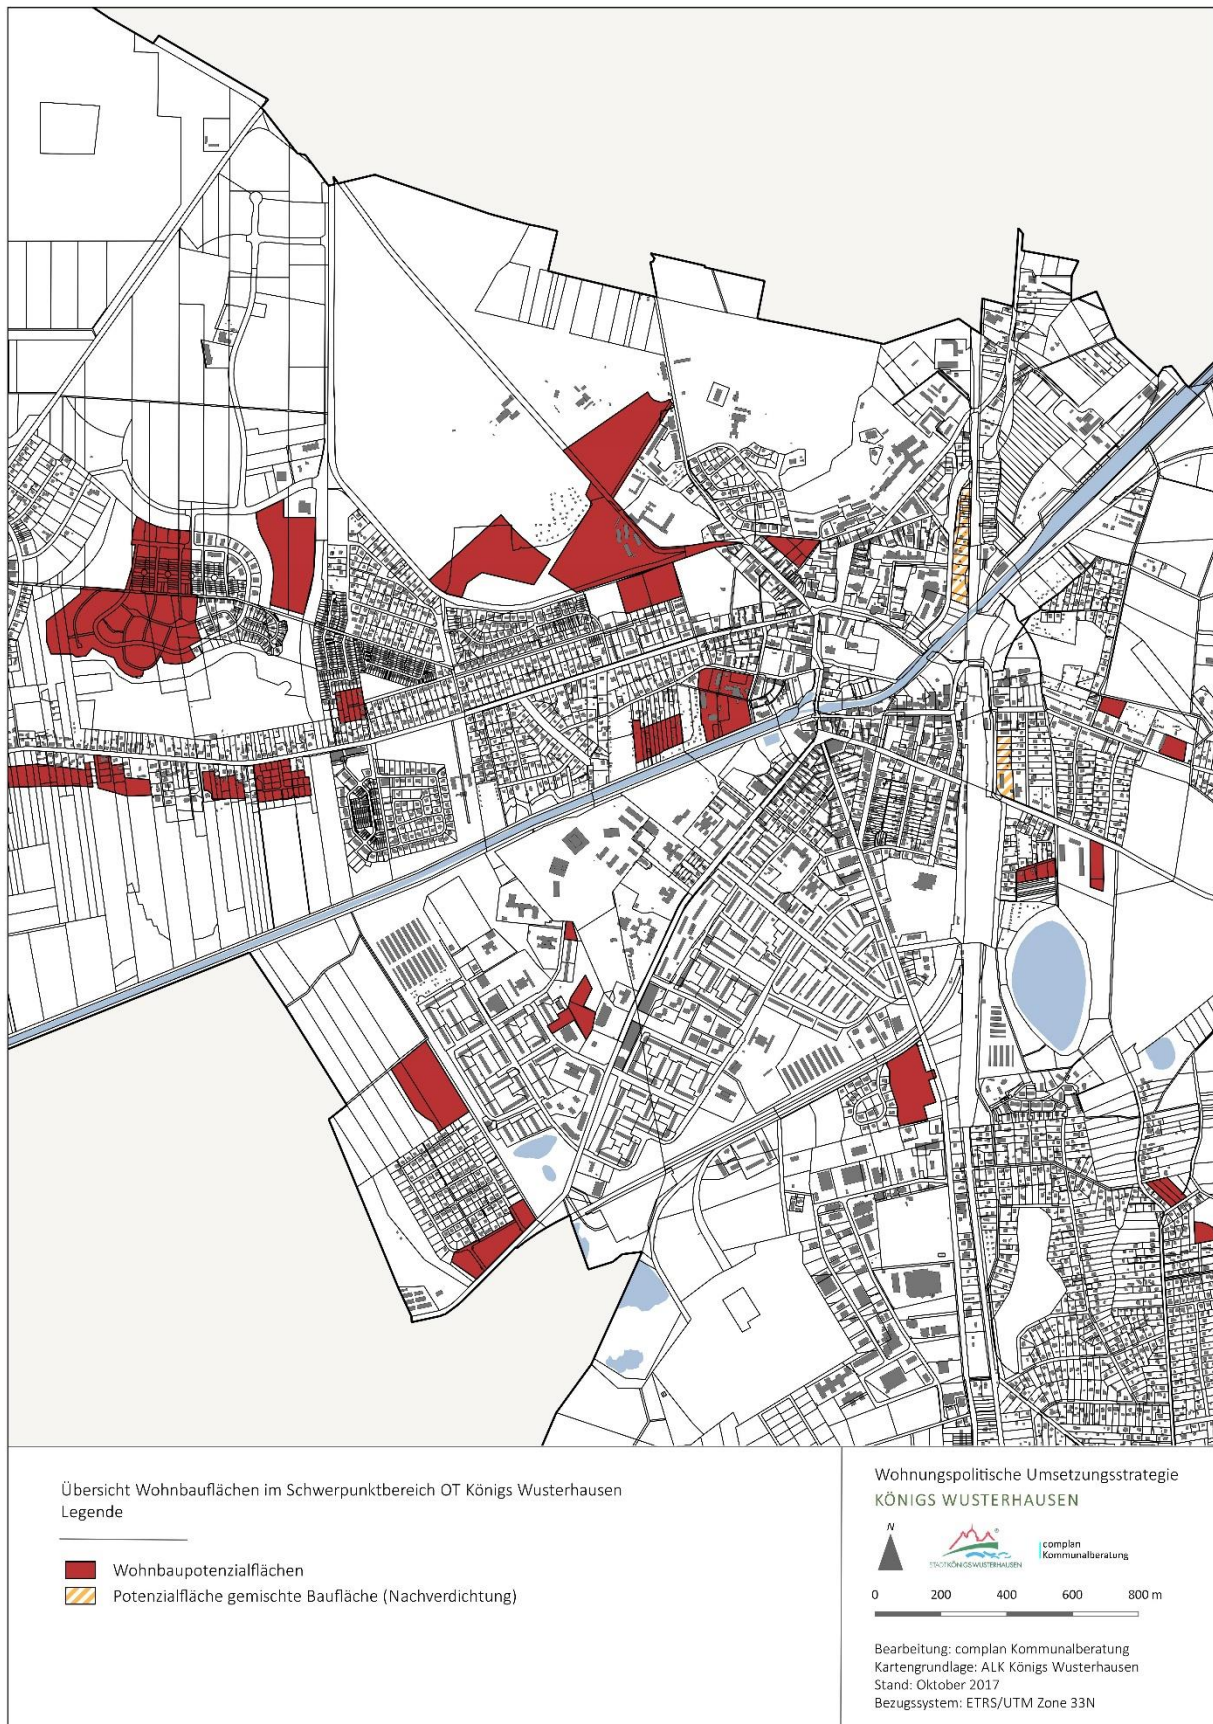 Übersicht Wohnbauflächen im Schwerpunktbereich OT Königs Wusterhausen
Legende
Wohnbaupotenzialflächen
Potenzialfläche gemischte Baufläche (Nachverdichtung)
Wohnungspolitische Umsetzungsstrategie
KÖNIGS WUSTERHAUSEN
N
STADTKÖNIGSWUSTERHAUSEN
complan
Kommunalberatung
0 200 400 600 800 m
Bearbeitung: complan Kommunalberatung
Kartengrundlage: ALK Königs Wusterhausen
Stand: Oktober 2017
Bezugssystem: ETRS/UTM Zone 33N